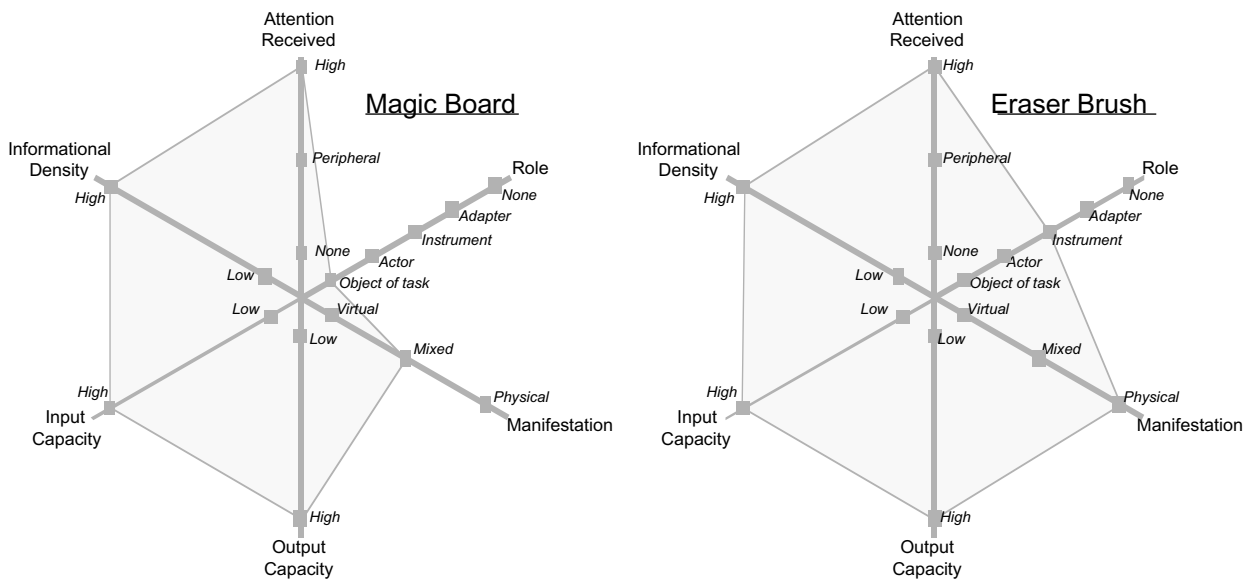 Attention
Received
High
Magic Board
Peripheral
Informational
Density
High
Role
None
Adapter
Instrument
None
Actor
Low
Object of task
Low
Virtual
Low
Mixed
High
Physical
Input
Capacity
Manifestation
High
Output
Capacity
Attention
Received
High
Eraser Brush
Peripheral
Informational
Density
High
Role
None
Adapter
Instrument
None
Actor
Low
Object of task
Low
Virtual
Low
Mixed
High
Physical
Input
Capacity
Manifestation
High
Output
Capacity